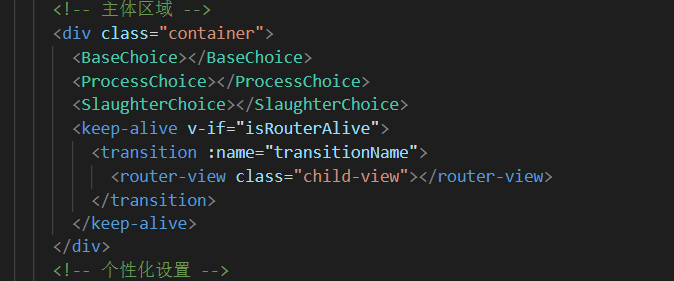 <!-- 主体区域 -->
<div class="container">
<BaseChoice></BaseChoice>
<ProcessChoice></ProcessChoice>
<SlaughterChoice></SlaughterChoice>
<keep-alive v-if="isRouterAlive">
<transition :name="transitionName">
<router-view class="child-view"></router-view>
</transition>
</keep-alive>
</div>
<!-- 个性化设置 -->